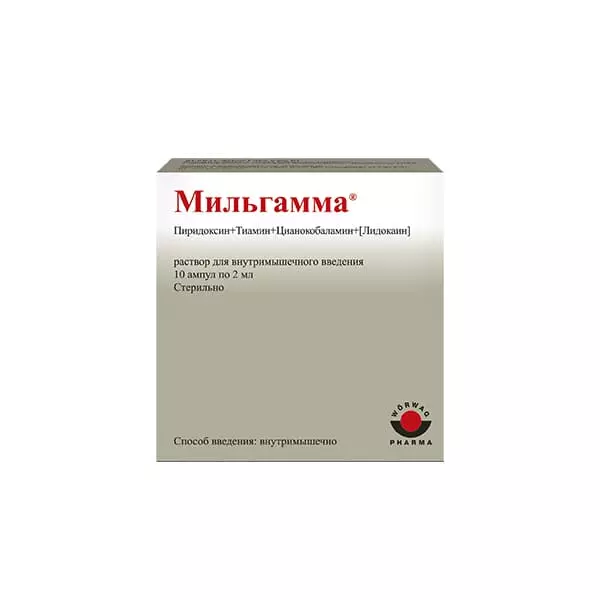 Мильгамма®
Пиридоксин+Тиамин+Цианокобаламин+[Лидокаин]
раствор для внутримышечного введения
10 ампул по 2 мл
Стерильно
WÖRWAG
PHARMA
Способ введения: внутримышечно